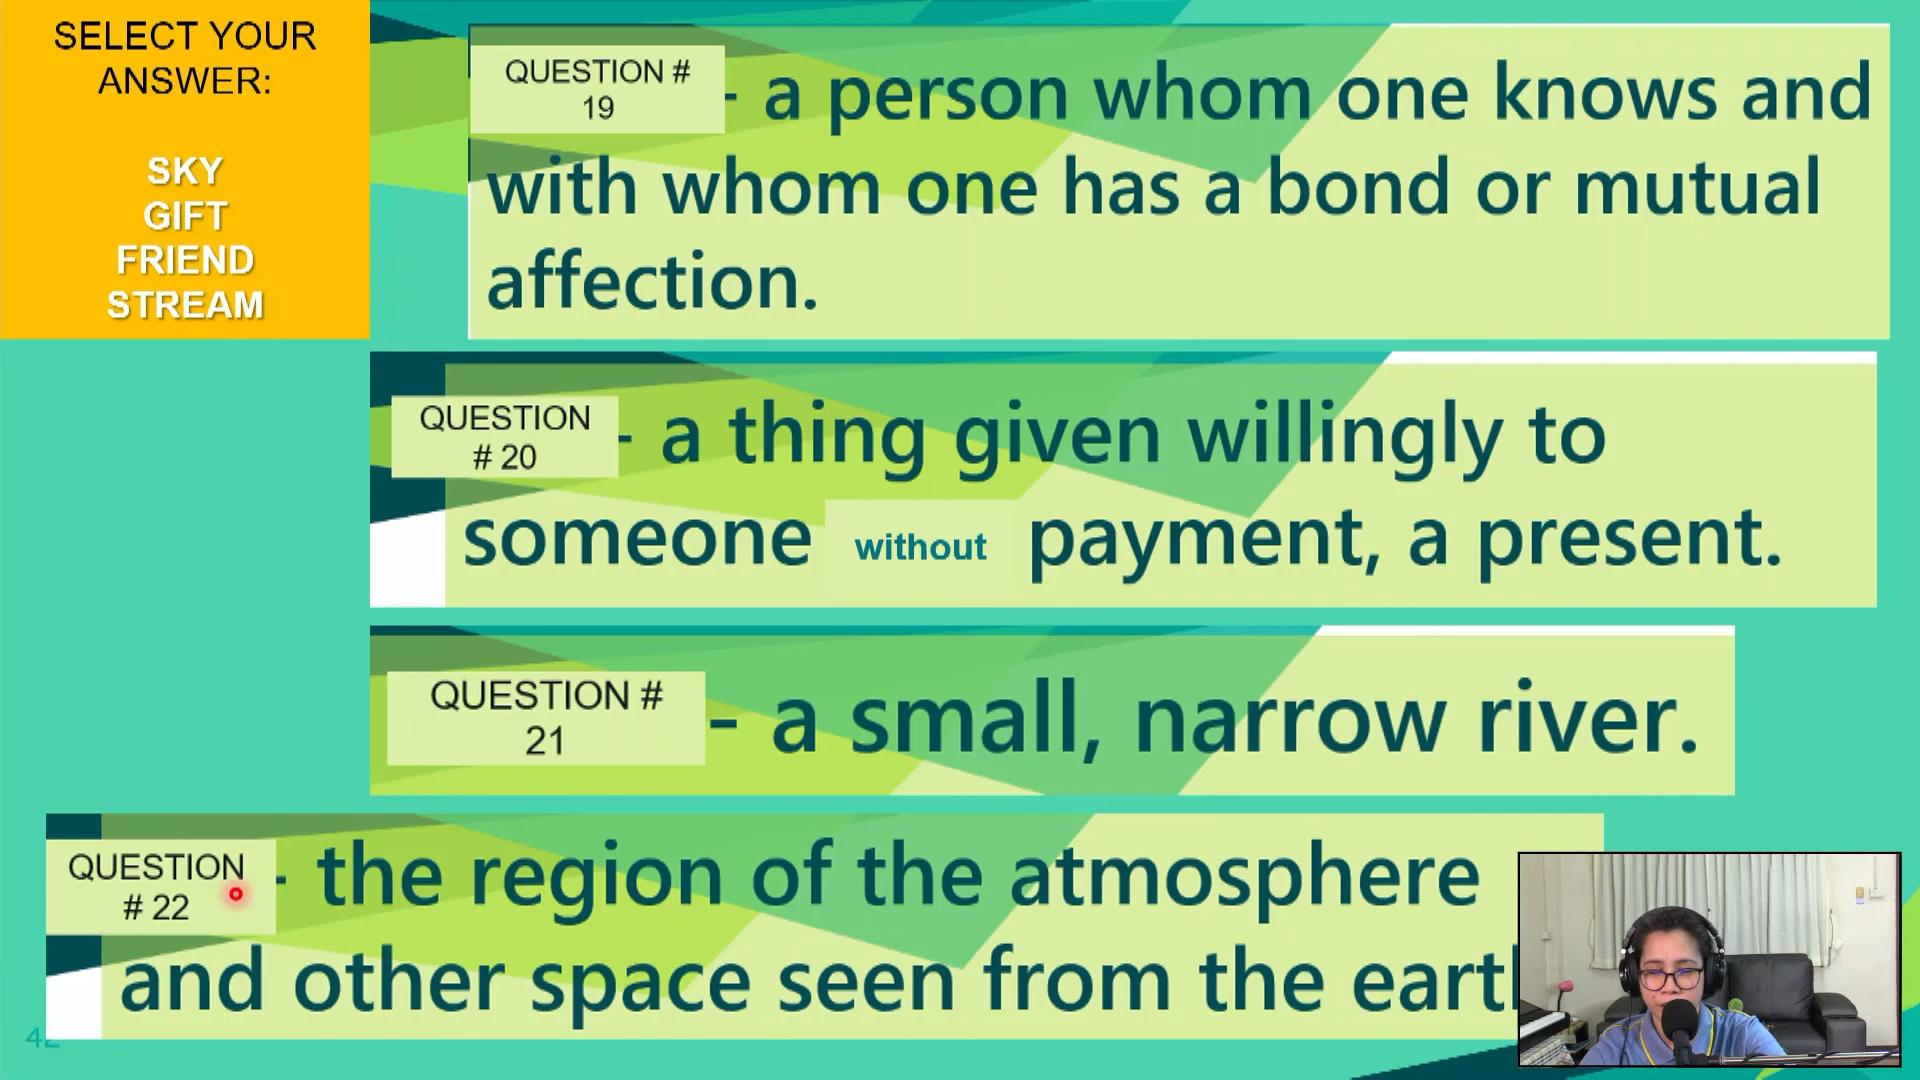 SELECT YOUR
ANSWER:
SKY
GIFT
FRIEND
STREAM
QUESTION #
19
- a person whom one knows and
with whom one has a bond or mutual
affection.
QUESTION
# 20
- a thing given willingly to
someone without payment, a present.
QUESTION #
21
- a small, narrow river.
QUESTION
# 22
- the region of the atmosphere
and other space seen from the eart
42